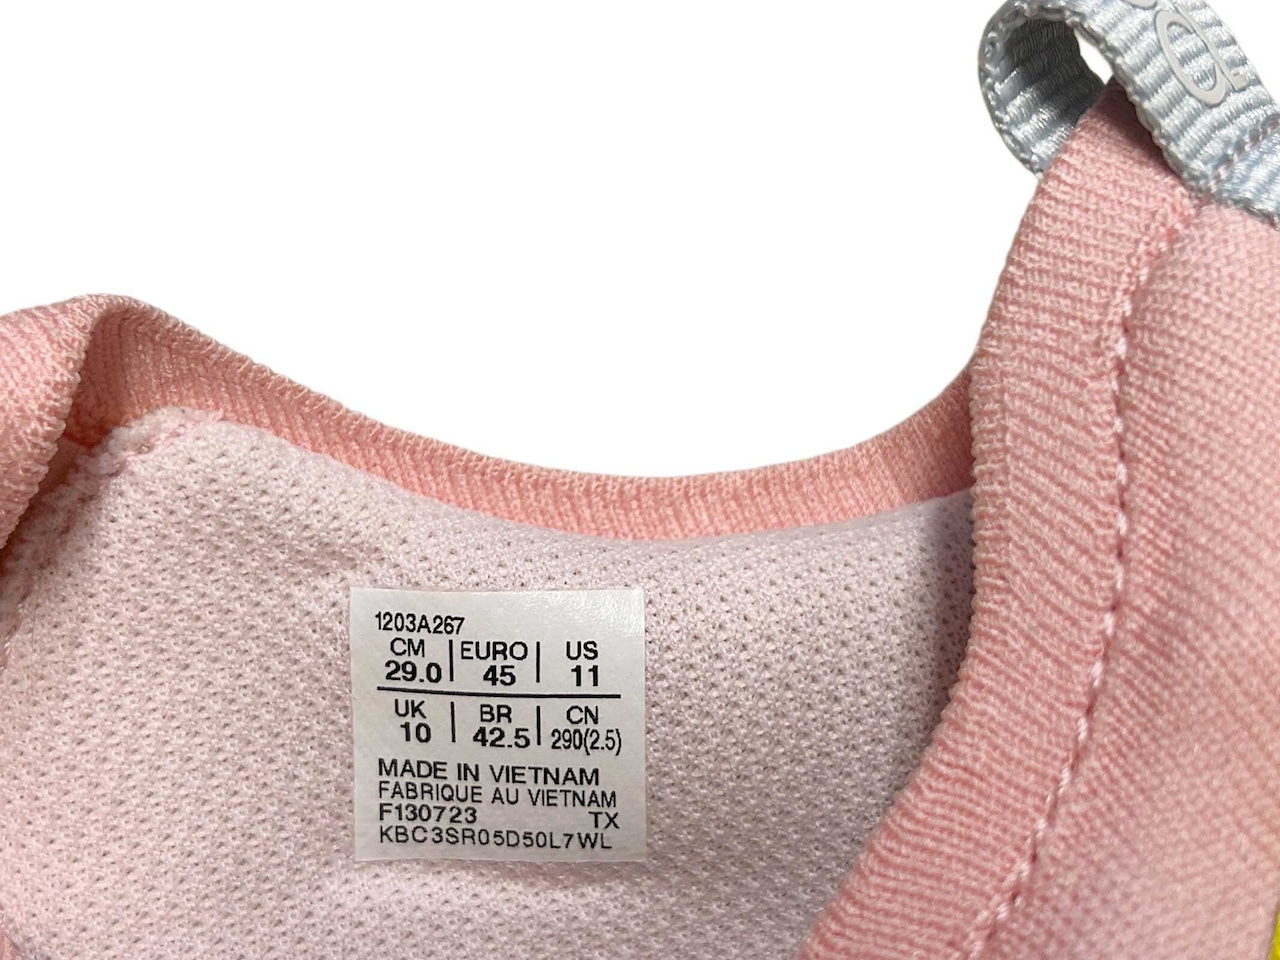 1203A267
CM | EURO | US
29.0 | 45 | 11
UK | BR | CN
10 | 42.5 | 290(2.5)
MADE IN VIETNAM
FABRIQUE AU VIETNAM
F130723 TX
KBC3SR05D50L7WL